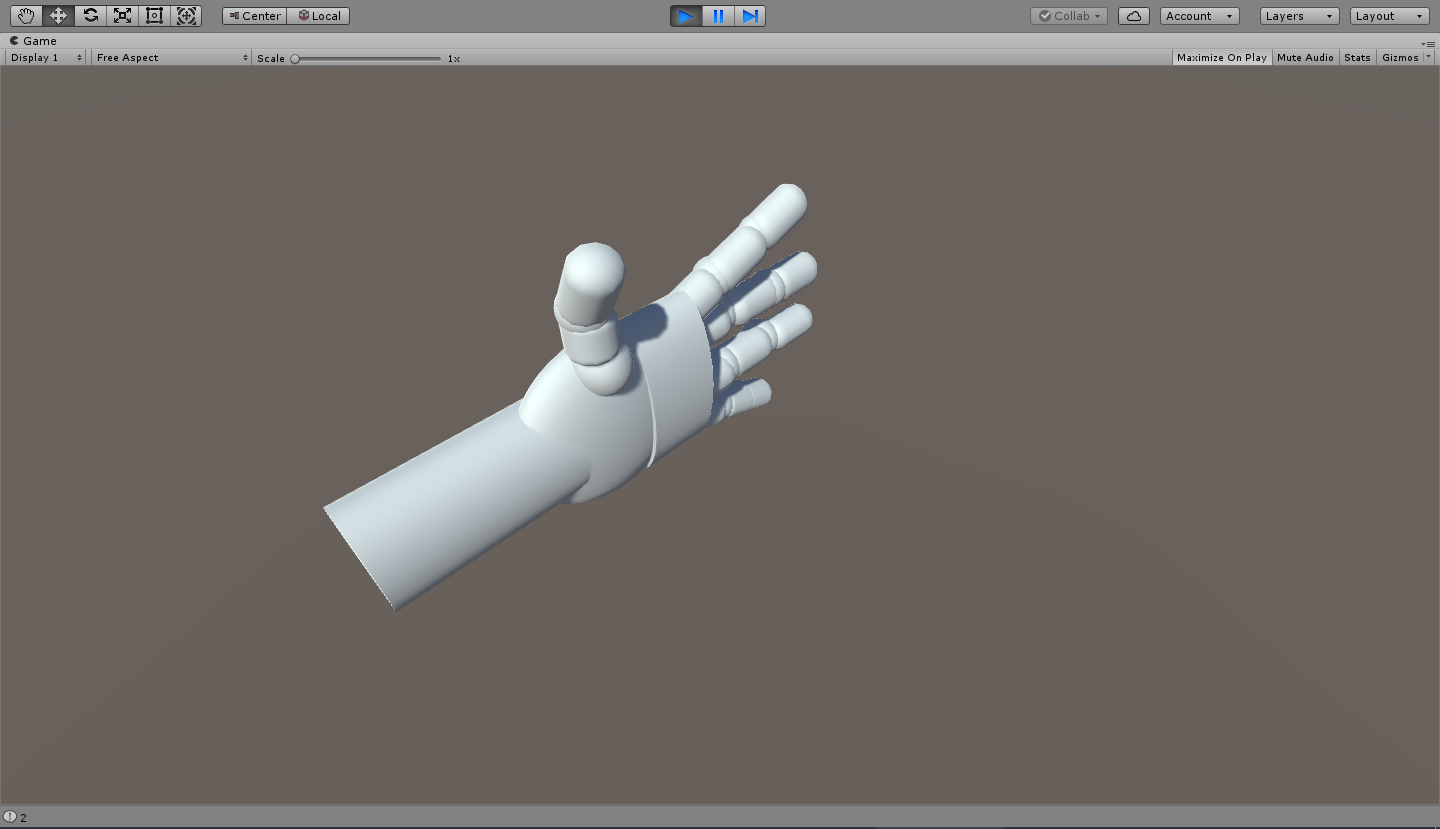 Center Local Collab Account Layers Layout
Game
Display 1 Free Aspect Scale 1x Maximize On Play Mute Audio Stats Gizmos
2